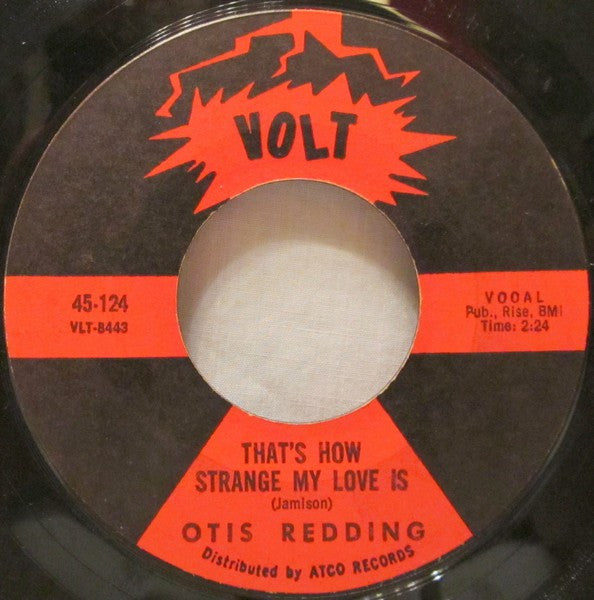 VOLT
45-124
VLT-8443
VOOAL
Pub., Rise, BMI
Time: 2:24
THAT'S HOW
STRANGE MY LOVE IS
(Jamison)
OTIS REDDING
Distributed by ATCO RECORDS